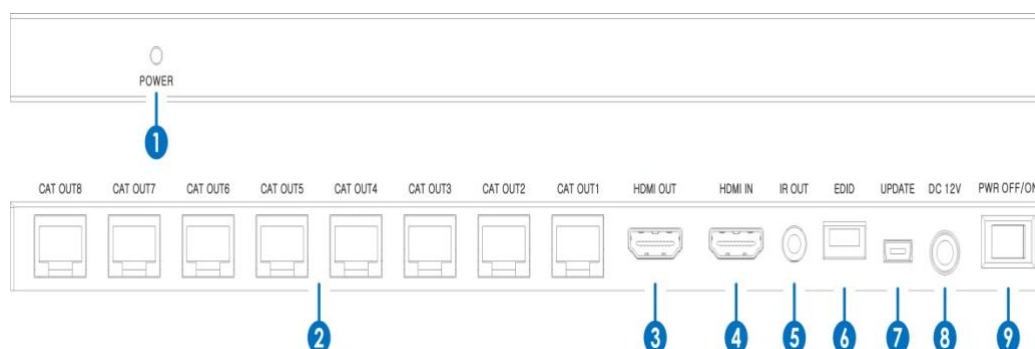 POWER
1
CAT OUT8 CAT OUT7 CAT OUT6 CAT OUT5 CAT OUT4 CAT OUT3 CAT OUT2 CAT OUT1 HDMI OUT HDMI IN IR OUT EDID UPDATE DC 12V PWR OFF/ON
2 3 4 5 6 7 8 9